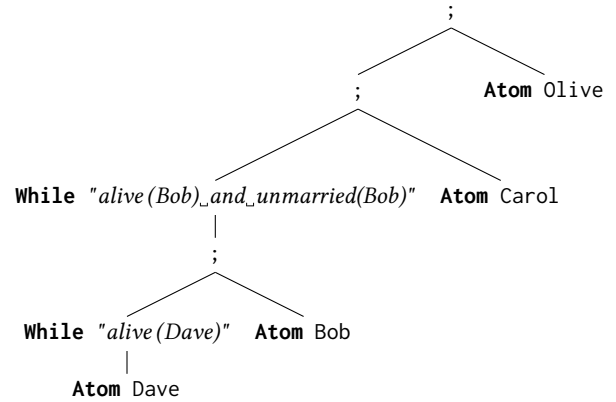 ;
; Atom Olive
While "alive (Bob)␣and␣unmarried(Bob)" Atom Carol
;
While "alive (Dave)" Atom Bob
Atom Dave